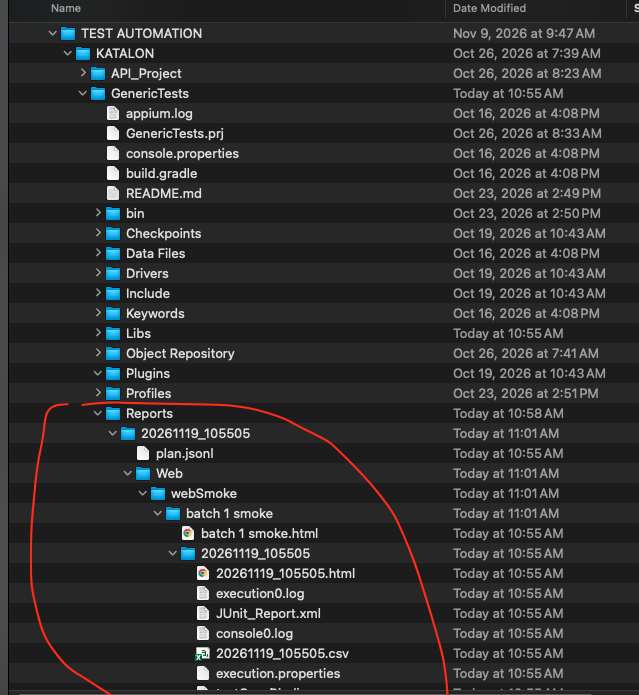 Name Date Modified S
TEST AUTOMATION Nov 9, 2026 at 9:47 AM
KATALON Oct 26, 2026 at 7:39 AM
API_Project Oct 26, 2026 at 8:23 AM
GenericTests Today at 10:55 AM
appium.log Oct 16, 2026 at 4:08 PM
GenericTests.prj Oct 26, 2026 at 8:33 AM
console.properties Oct 16, 2026 at 4:08 PM
build.gradle Oct 16, 2026 at 4:08 PM
README.md Oct 23, 2026 at 2:49 PM
bin Oct 23, 2026 at 2:50 PM
Checkpoints Oct 19, 2026 at 10:43 AM
Data Files Oct 16, 2026 at 4:08 PM
Drivers Oct 19, 2026 at 10:43 AM
Include Oct 19, 2026 at 10:43 AM
Keywords Oct 16, 2026 at 4:08 PM
Libs Today at 10:55 AM
Object Repository Oct 26, 2026 at 7:41 AM
Plugins Oct 19, 2026 at 10:43 AM
Profiles Oct 23, 2026 at 2:51 PM
Reports Today at 10:58 AM
20261119_105505 Today at 11:01 AM
plan.jsonl Today at 10:55 AM
Web Today at 11:01 AM
webSmoke Today at 11:01 AM
batch 1 smoke Today at 11:01 AM
batch 1 smoke.html Today at 10:55 AM
20261119_105505 Today at 10:55 AM
20261119_105505.html Today at 10:55 AM
execution0.log Today at 10:55 AM
JUnit_Report.xml Today at 10:55 AM
console0.log Today at 10:55 AM
20261119_105505.csv Today at 10:55 AM
execution.properties Today at 10:55 AM